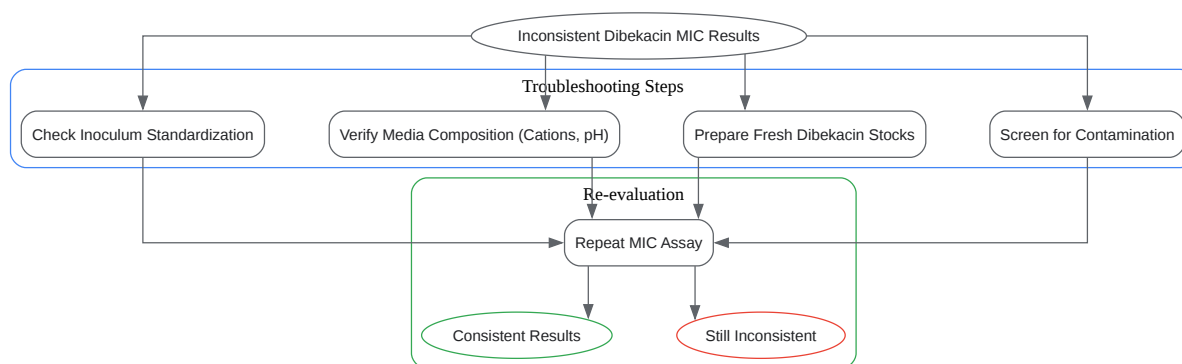 Inconsistent Dibekacin MIC Results
Troubleshooting Steps
Check Inoculum Standardization
Verify Media Composition (Cations, pH)
Prepare Fresh Dibekacin Stocks
Screen for Contamination
Re-evaluation
Repeat MIC Assay
Consistent Results
Still Inconsistent